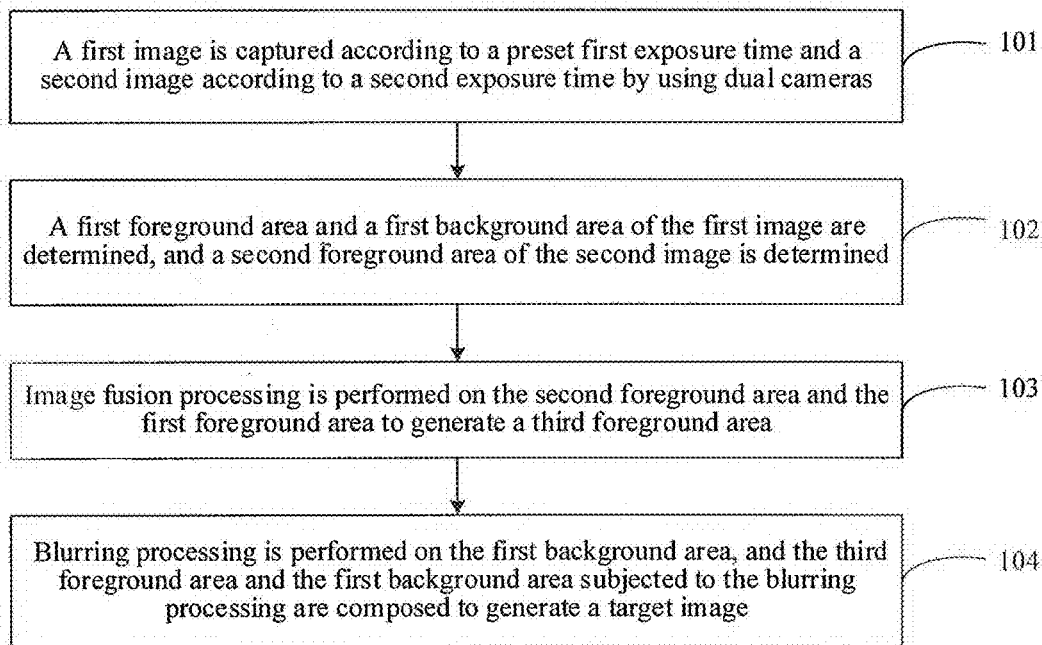 A first image is captured according to a preset first exposure time and a
second image according to a second exposure time by using dual cameras
101
A first foreground area and a first background area of the first image are
determined, and a second foreground area of the second image is determined
102
Image fusion processing is performed on the second foreground area and the
first foreground area to generate a third foreground area
103
Blurring processing is performed on the first background area, and the third
foreground area and the first background area subjected to the blurring
processing are composed to generate a target image
104